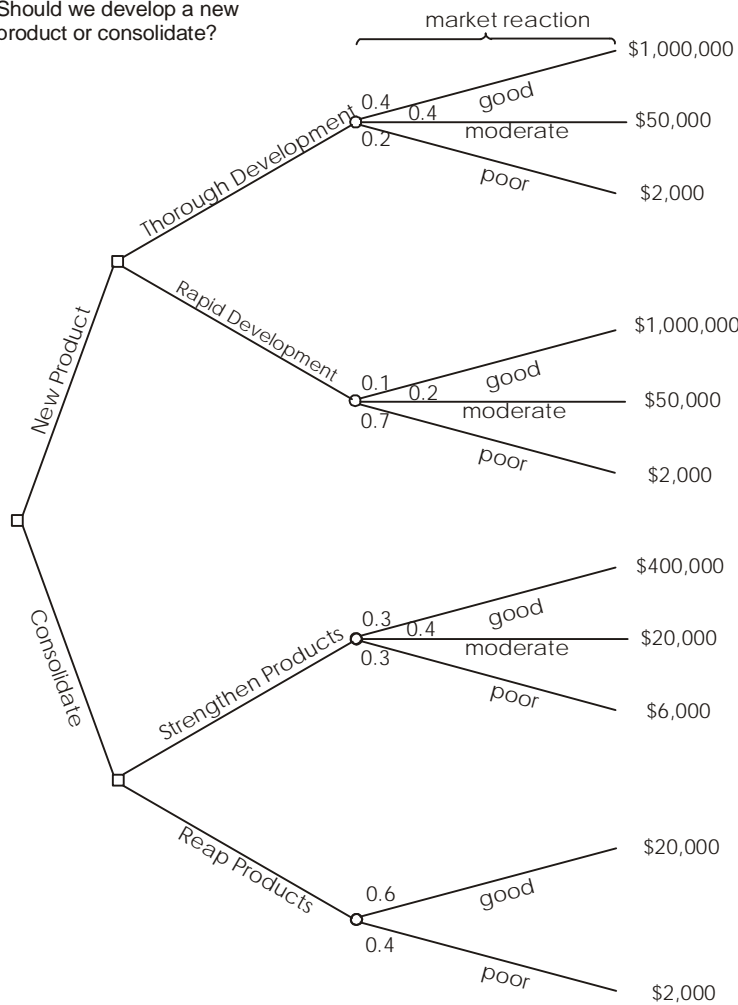 Should we develop a new
product or consolidate?
market reaction
New Product
Thorough Development
0.4
good
$1,000,000
0.4
moderate
$50,000
0.2
poor
$2,000
Rapid Development
0.1
good
$1,000,000
0.2
moderate
$50,000
0.7
poor
$2,000
Consolidate
Strengthen Products
0.3
good
$400,000
0.4
moderate
$20,000
0.3
poor
$6,000
Reap Products
0.6
good
$20,000
0.4
poor
$2,000